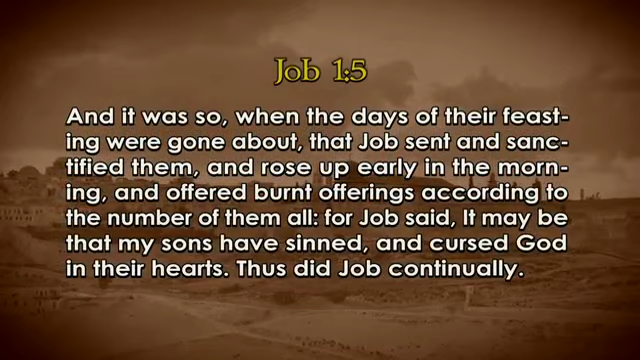 Job 1:5
And it was so, when the days of their feast-
ing were gone about, that Job sent and sanc-
tified them, and rose up early in the morn-
ing, and offered burnt offerings according to
the number of them all: for Job said, It may be
that my sons have sinned, and cursed God
in their hearts. Thus did Job continually.